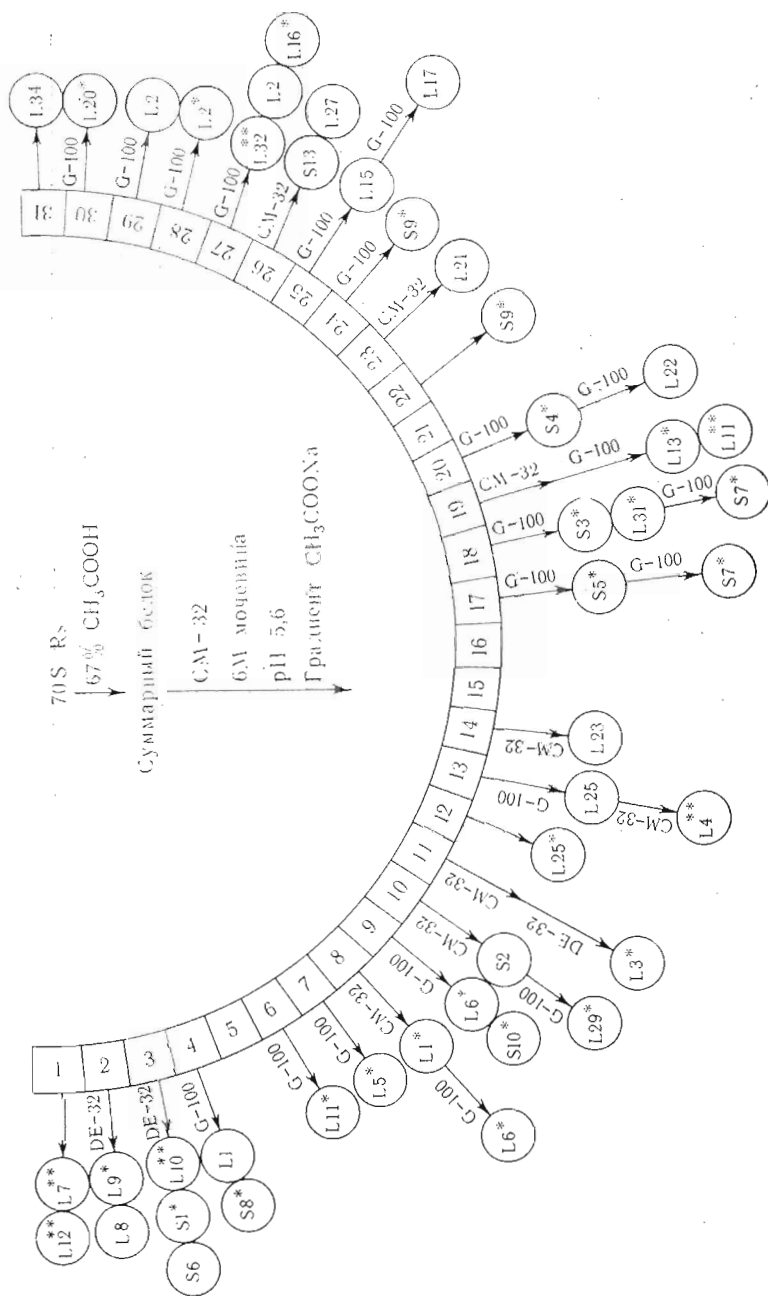 70S Rs
67% CH₃COOH
Суммарный белок
CM-32
6M мочевина
pH 5,6
Градиент CH₃COONa
1
L7**
L12**
2
DE-32
L9*
L8
3
DE-32
L10**
S1*
S6
4
G-100
L1
S8*
5
6
G-100
L11*
7
G-100
L5*
8
CM-32
L1*
G-100
L6*
9
G-100
L6*
S10*
10
CM-32
S2
G-100
L29*
11
CM-32
DE-32
L3*
12
L25*
13
G-100
L25
CM-32
L4**
14
CM-32
L23
15
16
17
G-100
S5*
G-100
S7*
18
G-100
S3*
L31*
G-100
S7*
19
CM-32
G-100
L13*
L11**
20
G-100
S4*
G-100
L22
21
22
S9*
23
CM-32
L21
24
G-100
S9*
25
G-100
L15
G-100
L17
26
CM-32
S13
L27
27
G-100
L32**
L2
L16*
28
G-100
L2*
29
G-100
L2
30
G-100
L20*
31
L34